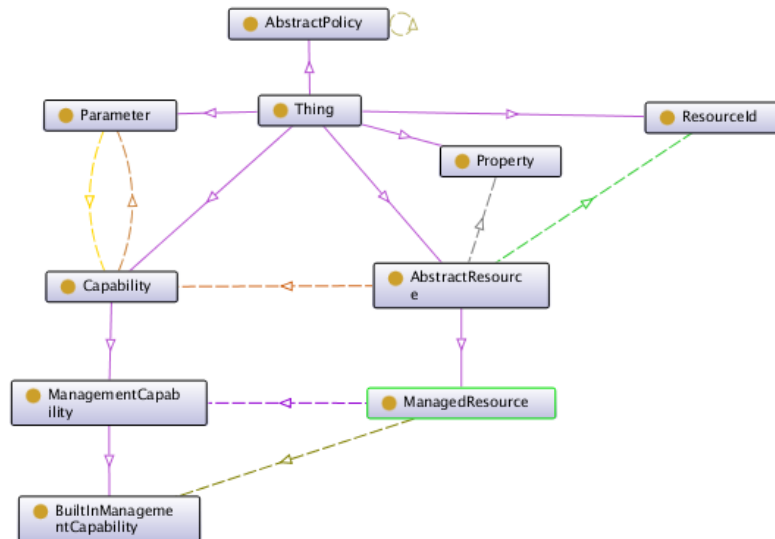 AbstractPolicy
Parameter
Thing
ResourceId
Property
Capability
AbstractResourc
e
ManagementCapab
ility
ManagedResource
BuiltInManageme
ntCapability